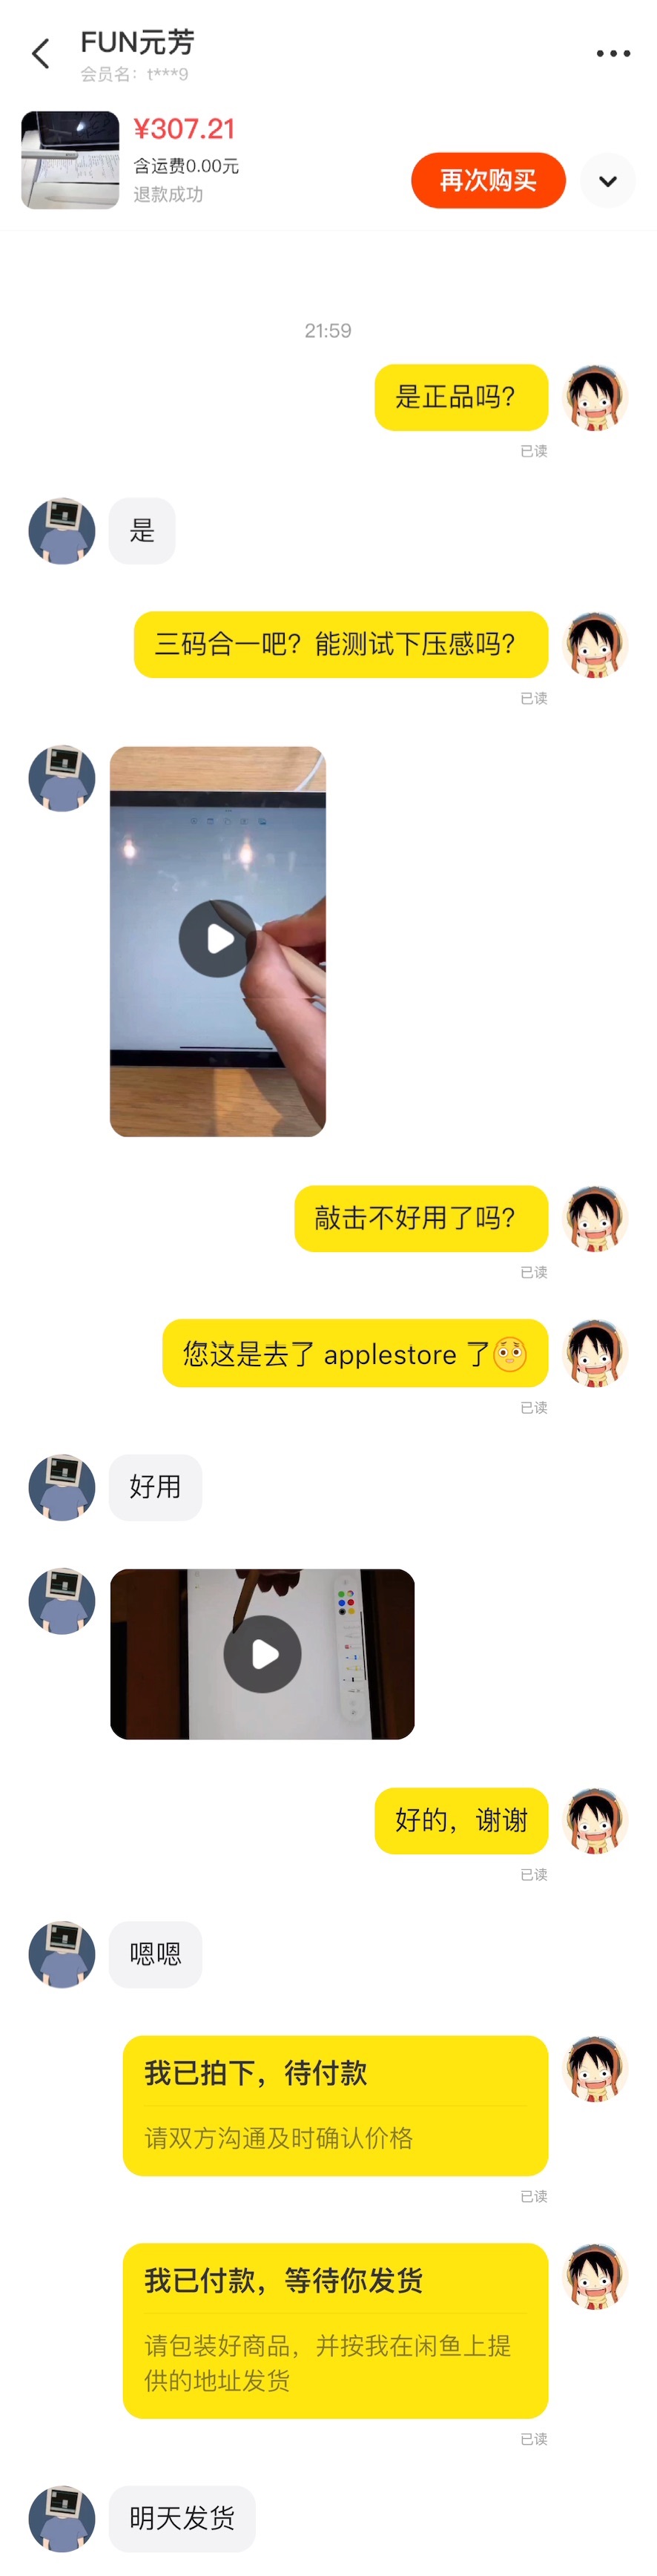 FUN元芳
会员名：t***9
¥307.21
含运费0.00元
退款成功
再次购买
21:59
是正品吗？
已读
是
三码合一吧？能测试下压感吗？
已读
敲击不好用了吗？
已读
您这是去了 applestore 了
已读
好用
好的，谢谢
已读
嗯嗯
我已拍下，待付款
请双方沟通及时确认价格
已读
我已付款，等待你发货
请包装好商品，并按我在闲鱼上提
供的地址发货
已读
明天发货